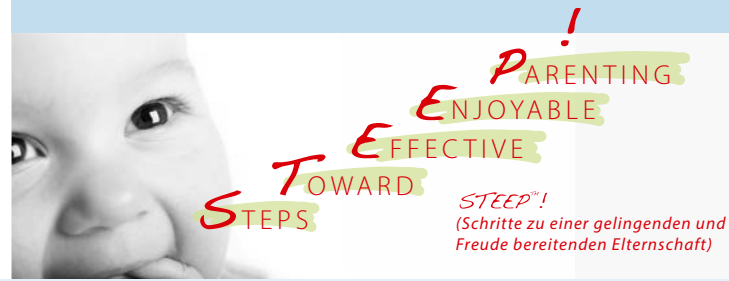 STEPS
TOWARD
EFFECTIVE
ENJOYABLE
PARENTING!
STEEP™!
(Schritte zu einer gelingenden und
Freude bereitenden Elternschaft)